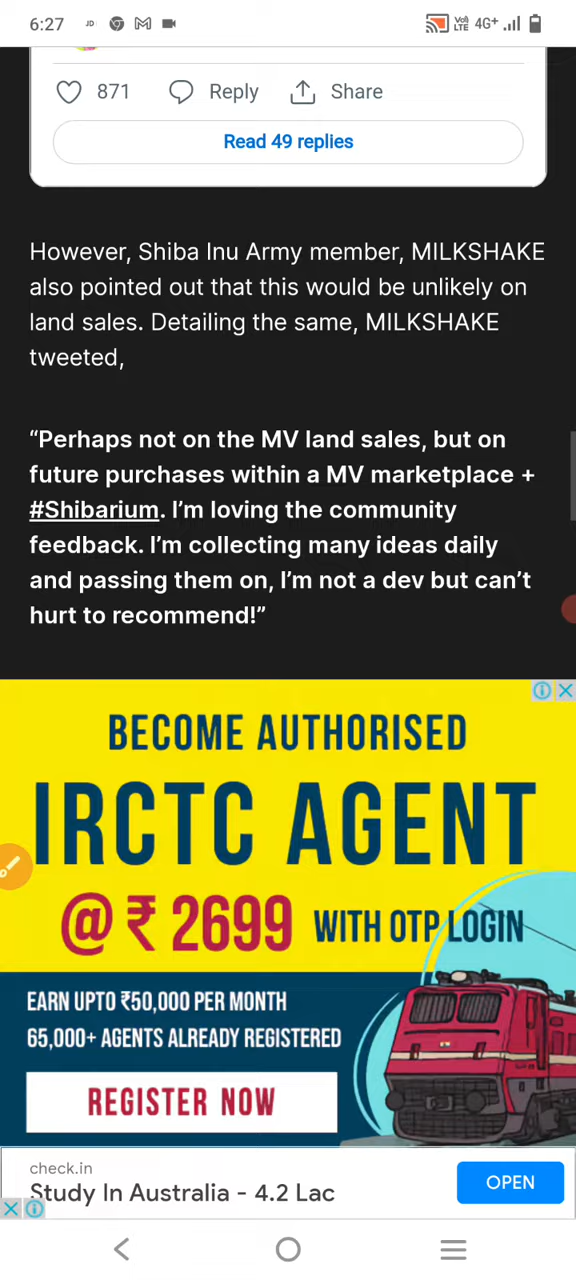 6:27 JD Vo) LTE 4G+
871 Reply Share
Read 49 replies
However, Shiba Inu Army member, MILKSHAKE
also pointed out that this would be unlikely on
land sales. Detailing the same, MILKSHAKE
tweeted,
“Perhaps not on the MV land sales, but on
future purchases within a MV marketplace +
#Shibarium. I’m loving the community
feedback. I’m collecting many ideas daily
and passing them on, I’m not a dev but can’t
hurt to recommend!”
BECOME AUTHORISED
IRCTC AGENT
@ ₹ 2699 WITH OTP LOGIN
EARN UPTO ₹50,000 PER MONTH
65,000+ AGENTS ALREADY REGISTERED
REGISTER NOW
check.in
Study In Australia - 4.2 Lac
OPEN